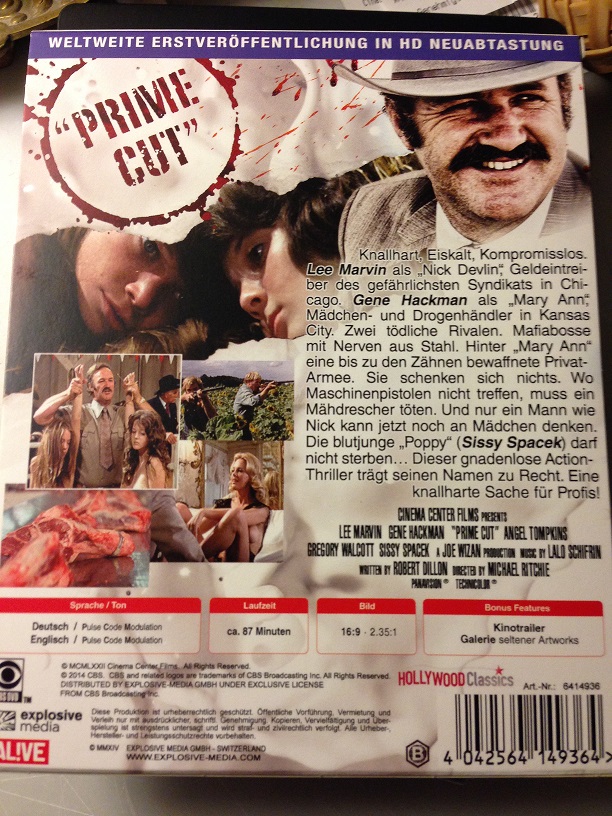 WELTWEITE ERSTVERÖFFENTLICHUNG IN HD NEUABTASTUNG
"PRIME
CUT"
Knallhart, Eiskalt, Kompromisslos.
Lee Marvin als „Nick Devlin", Geldeintrei-
ber des gefährlichsten Syndikats in Chi-
cago. Gene Hackman als „Mary Ann",
Mädchen- und Drogenhändler in Kansas
City. Zwei tödliche Rivalen. Mafiabosse
mit Nerven aus Stahl. Hinter „Mary Ann"
eine bis zu den Zähnen bewaffnete Privat-
Armee. Sie schenken sich nichts. Wo
Maschinenpistolen nicht treffen, muss ein
Mähdrescher töten. Und nur ein Mann wie
Nick kann jetzt noch an Mädchen denken.
Die blutjunge „Poppy" (Sissy Spacek) darf
nicht sterben... Dieser gnadenlose Action-
Thriller trägt seinen Namen zu Recht. Eine
knallharte Sache für Profis!
CINEMA CENTER FILMS PRESENTS
LEE MARVIN GENE HACKMAN "PRIME CUT" ANGEL TOMPKINS
GREGORY WALCOTT SISSY SPACEK A JOE WIZAN PRODUCTION MUSIC BY LALO SCHIFRIN
WRITTEN BY ROBERT DILLON DIRECTED BY MICHAEL RITCHIE
PANAVISION® TECHNICOLOR®
Sprache / Ton
Deutsch / Pulse Code Modulation
Englisch / Pulse Code Modulation
Laufzeit
ca. 87 Minuten
Bild
16:9 - 2.35:1
Bonus Features
Kinotrailer
Galerie seltener Artworks
CBS DVD TM
© MCMLXXII Cinema Center Films. All Rights Reserved.
© 2014 CBS. CBS and related logos are trademarks of CBS Broadcasting Inc. All Rights Reserved.
DISTRIBUTED BY EXPLOSIVE-MEDIA GMBH UNDER EXCLUSIVE LICENSE
FROM CBS Broadcasting Inc.
HOLLYWOOD Classics
Art.-Nr.: 6414936
explosive
media
Diese Produktion ist urheberrechtlich geschützt. Öffentliche Vorführung, Vermietung und
Verleih nur mit ausdrücklicher, schriftl. Genehmigung. Kopieren, Vervielfältigung und Über-
spielung ist strengstens untersagt und wird straf- und zivilrechtlich verfolgt. Alle Urheber-,
Hersteller- und Leistungsschutzrechte vorbehalten.
AL!VE
© MMXIV EXPLOSIVE MEDIA GMBH - SWITZERLAND
WWW.EXPLOSIVE-MEDIA.COM
B
4 042564 149364 >